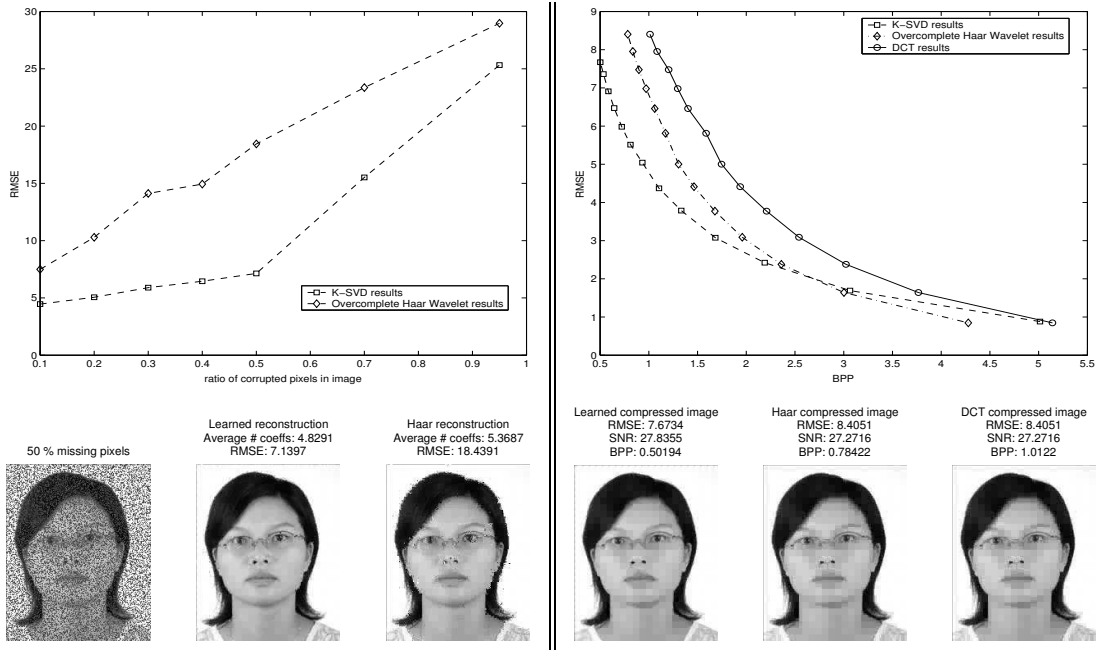 30
25
20
15
10
5
0
RMSE
0.1 0.2 0.3 0.4 0.5 0.6 0.7 0.8 0.9 1
ratio of corrupted pixels in image
K-SVD results
Overcomplete Haar Wavelet results
9
8
7
6
5
4
3
2
1
0
RMSE
0.5 1 1.5 2 2.5 3 3.5 4 4.5 5 5.5
BPP
K-SVD results
Overcomplete Haar Wavelet results
DCT results
50 % missing pixels
Learned reconstruction
Average # coeffs: 4.8291
RMSE: 7.1397
Haar reconstruction
Average # coeffs: 5.3687
RMSE: 18.4391
Learned compressed image
RMSE: 7.6734
SNR: 27.8355
BPP: 0.50194
Haar compressed image
RMSE: 8.4051
SNR: 27.2716
BPP: 0.78422
DCT compressed image
RMSE: 8.4051
SNR: 27.2716
BPP: 1.0122